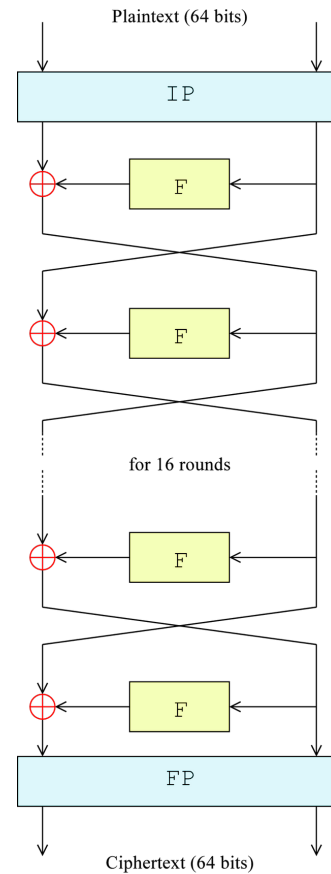 Plaintext (64 bits)
IP
F
F
for 16 rounds
F
F
FP
Ciphertext (64 bits)